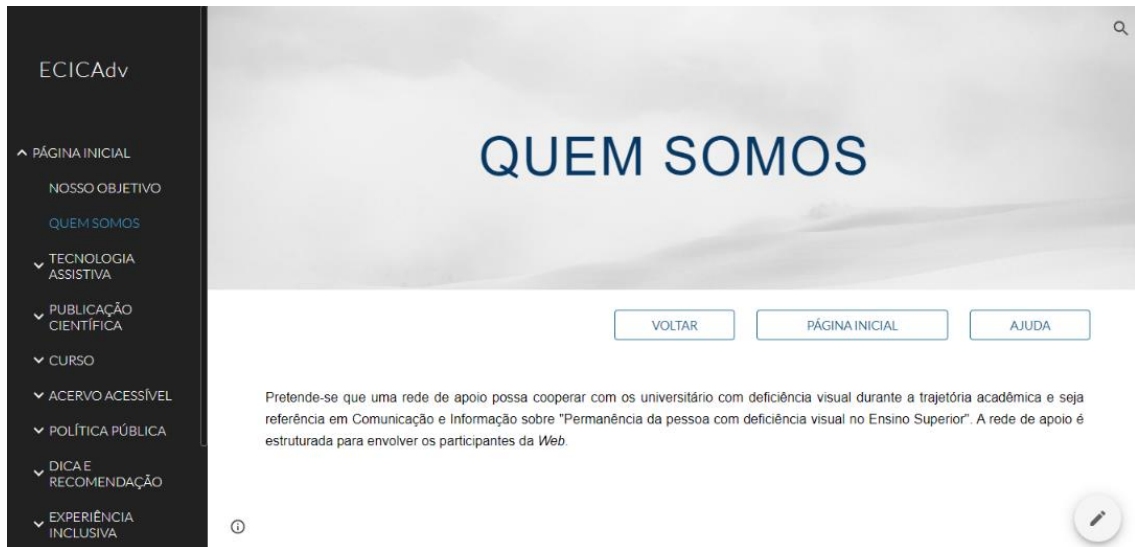 ECICAdv
PÁGINA INICIAL
NOSSO OBJETIVO
QUEM SOMOS
TECNOLOGIA
ASSISTIVA
PUBLICAÇÃO
CIENTÍFICA
CURSO
ACERVO ACESSÍVEL
POLÍTICA PÚBLICA
DICA E
RECOMENDAÇÃO
EXPERIÊNCIA
INCLUSIVA
QUEM SOMOS
VOLTAR
PÁGINA INICIAL
AJUDA
Pretende-se que uma rede de apoio possa cooperar com os universitário com deficiência visual durante a trajetória acadêmica e seja
referência em Comunicação e Informação sobre "Permanência da pessoa com deficiência visual no Ensino Superior". A rede de apoio é
estruturada para envolver os participantes da Web.